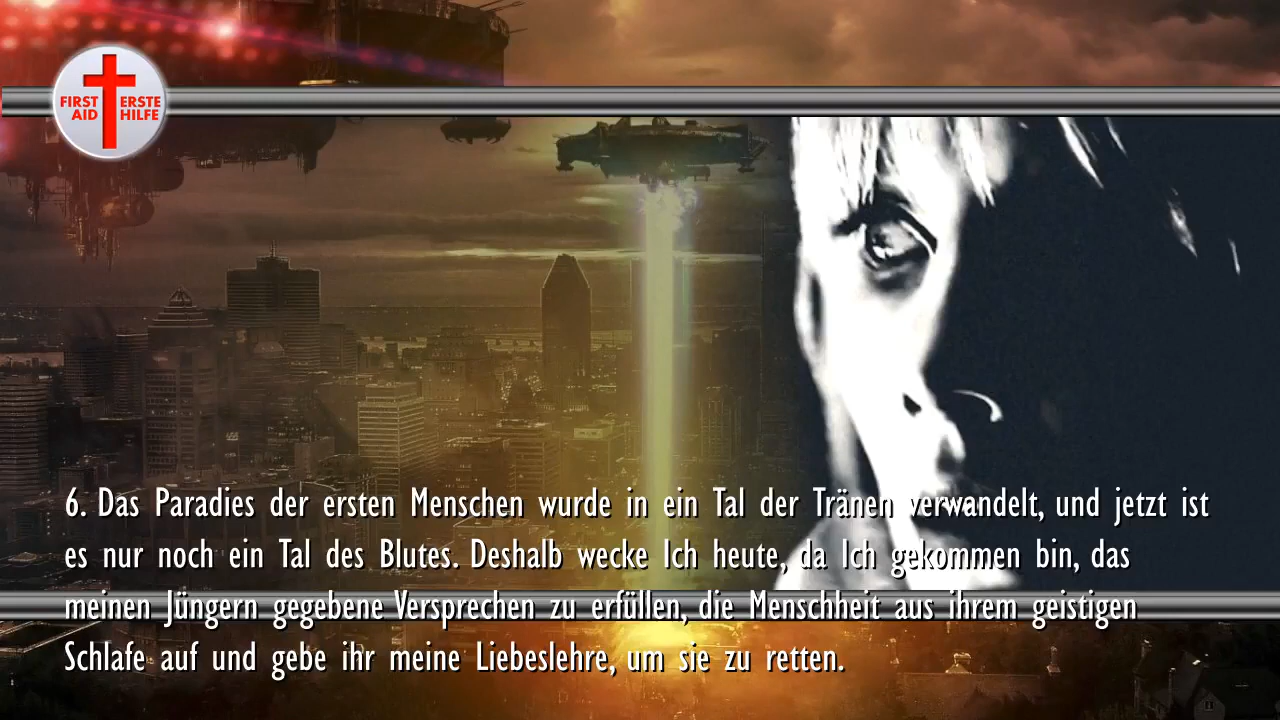 FIRST ERSTE
AID HILFE
6. Das Paradies der ersten Menschen wurde in ein Tal der Tränen verwandelt, und jetzt ist
es nur noch ein Tal des Blutes. Deshalb wecke Ich heute, da Ich gekommen bin, das
meinen Jüngern gegebene Versprechen zu erfüllen, die Menschheit aus ihrem geistigen
Schlafe auf und gebe ihr meine Liebeslehre, um sie zu retten.